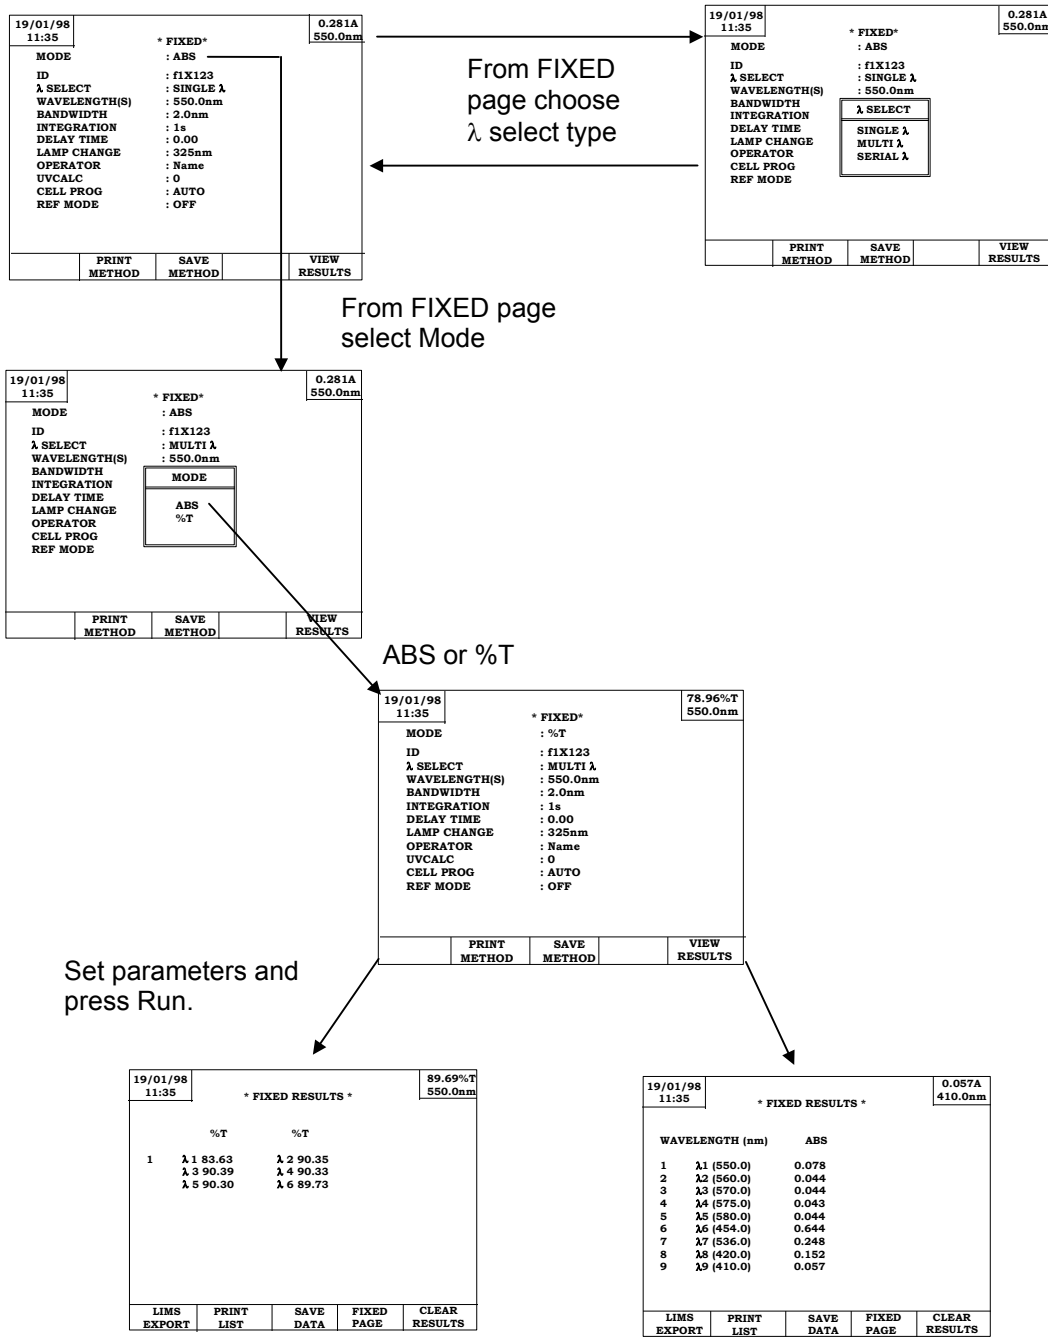 19/01/98
11:35
0.281A
550.0nm
* FIXED*
MODE : ABS
ID : f1X123
λ SELECT : SINGLE λ
WAVELENGTH(S) : 550.0nm
BANDWIDTH : 2.0nm
INTEGRATION : 1s
DELAY TIME : 0.00
LAMP CHANGE : 325nm
OPERATOR : Name
UVCALC : 0
CELL PROG : AUTO
REF MODE : OFF
PRINT METHOD
SAVE METHOD
VIEW RESULTS
From FIXED
page choose
λ select type
19/01/98
11:35
0.281A
550.0nm
* FIXED*
MODE : ABS
ID : f1X123
λ SELECT : SINGLE λ
WAVELENGTH(S) : 550.0nm
BANDWIDTH
INTEGRATION
DELAY TIME
LAMP CHANGE
OPERATOR
CELL PROG
REF MODE
λ SELECT
SINGLE λ
MULTI λ
SERIAL λ
PRINT METHOD
SAVE METHOD
VIEW RESULTS
From FIXED page
select Mode
19/01/98
11:35
0.281A
550.0nm
* FIXED*
MODE : ABS
ID : f1X123
λ SELECT : MULTI λ
WAVELENGTH(S) : 550.0nm
BANDWIDTH
INTEGRATION
DELAY TIME
LAMP CHANGE
OPERATOR
CELL PROG
REF MODE
MODE
ABS
%T
PRINT METHOD
SAVE METHOD
VIEW RESULTS
ABS or %T
19/01/98
11:35
78.96%T
550.0nm
* FIXED*
MODE : %T
ID : f1X123
λ SELECT : MULTI λ
WAVELENGTH(S) : 550.0nm
BANDWIDTH : 2.0nm
INTEGRATION : 1s
DELAY TIME : 0.00
LAMP CHANGE : 325nm
OPERATOR : Name
UVCALC : 0
CELL PROG : AUTO
REF MODE : OFF
PRINT METHOD
SAVE METHOD
VIEW RESULTS
Set parameters and
press Run.
19/01/98
11:35
89.69%T
550.0nm
* FIXED RESULTS *
%T %T
1 λ 1 83.63 λ 2 90.35
λ 3 90.39 λ 4 90.33
λ 5 90.30 λ 6 89.73
LIMS EXPORT
PRINT LIST
SAVE DATA
FIXED PAGE
CLEAR RESULTS
19/01/98
11:35
0.057A
410.0nm
* FIXED RESULTS *
WAVELENGTH (nm) ABS
1 λ1 (550.0) 0.078
2 λ2 (560.0) 0.044
3 λ3 (570.0) 0.044
4 λ4 (575.0) 0.043
5 λ5 (580.0) 0.044
6 λ6 (454.0) 0.644
7 λ7 (536.0) 0.248
8 λ8 (420.0) 0.152
9 λ9 (410.0) 0.057
LIMS EXPORT
PRINT LIST
SAVE DATA
FIXED PAGE
CLEAR RESULTS